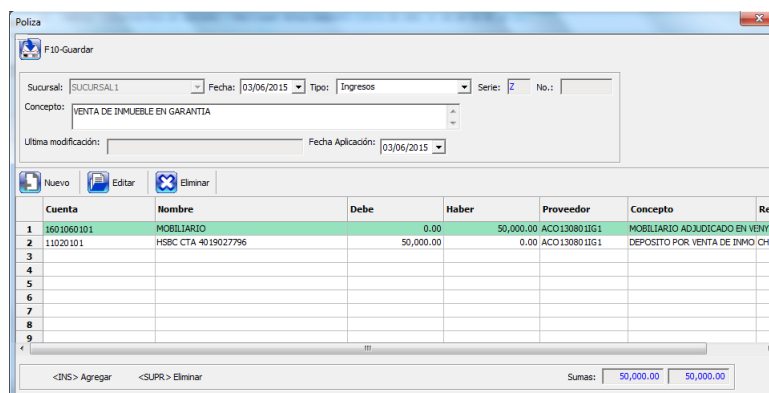 Poliza
F10-Guardar
Sucursal: SUCURSAL1 Fecha: 03/06/2015 Tipo: Ingresos Serie: Z No.:
Concepto: VENTA DE INMUEBLE EN GARANTIA
Ultima modificación: Fecha Aplicación: 03/06/2015
Nuevo Editar Eliminar
Cuenta Nombre Debe Haber Proveedor Concepto Re
1 1601060101 MOBILIARIO 0.00 50,000.00 ACO130801IG1 MOBILIARIO ADJUDICADO EN VENY
2 11020101 HSBC CTA 4019027796 50,000.00 0.00 ACO130801IG1 DEPOSITO POR VENTA DE INMO CH
3
4
5
6
7
8
9
<INS> Agregar <SUPR> Eliminar Sumas: 50,000.00 50,000.00